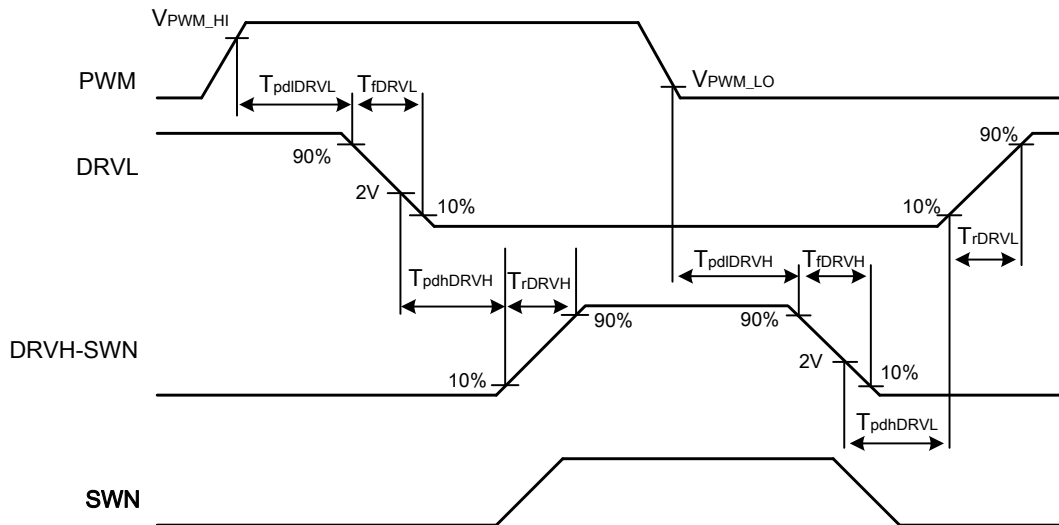 VPWM_HI
PWM
TpdlDRVL
TfDRVL
VPWM_LO
DRVL
90%
90%
2V
10%
10%
TrDRVL
TpdhDRVH
TrDRVH
TpdlDRVH
TfDRVH
DRVH-SWN
90%
90%
10%
2V
10%
TpdhDRVL
SWN